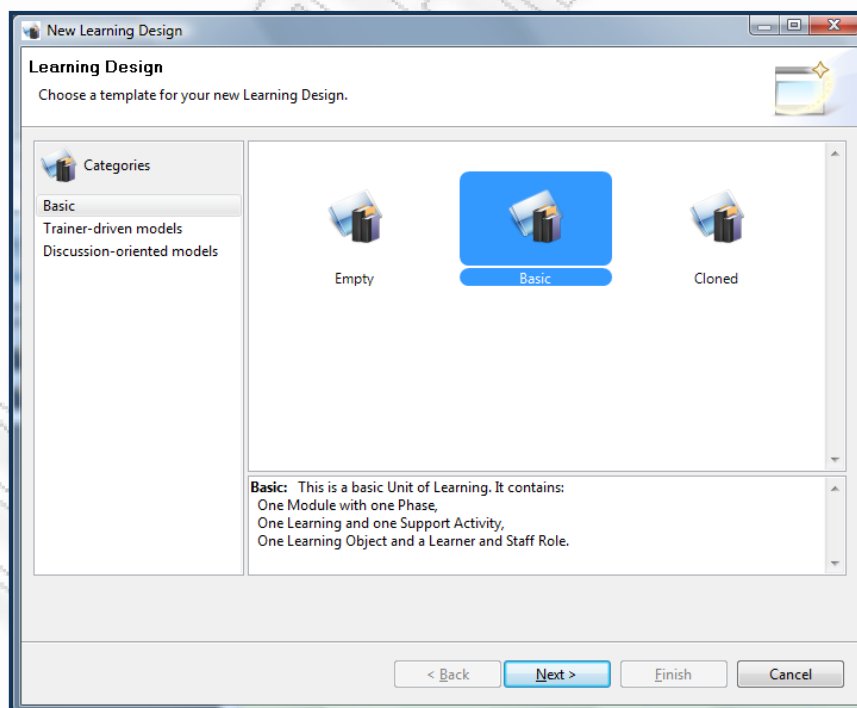 New Learning Design
Learning Design
Choose a template for your new Learning Design.
Categories
Basic
Trainer-driven models
Discussion-oriented models
Empty
Basic
Cloned
Basic: This is a basic Unit of Learning. It contains:
One Module with one Phase,
One Learning and one Support Activity,
One Learning Object and a Learner and Staff Role.
< Back
Next >
Finish
Cancel